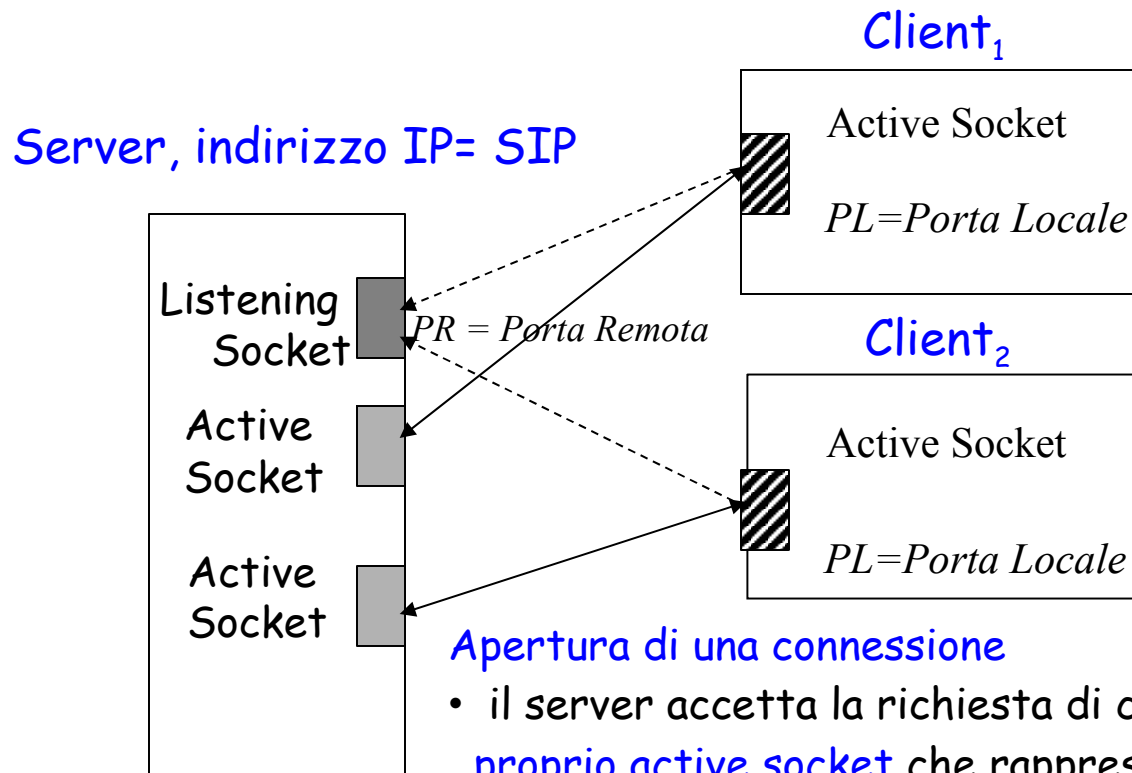 Client1
Active Socket
Server, indirizzo IP= SIP
PL=Porta Locale
Listening
Socket
PR = Porta Remota
Client2
Active
Socket
Active Socket
PL=Porta Locale
Active
Socket
Apertura di una connessione
• il server accetta la richiesta di
proprio active socket che